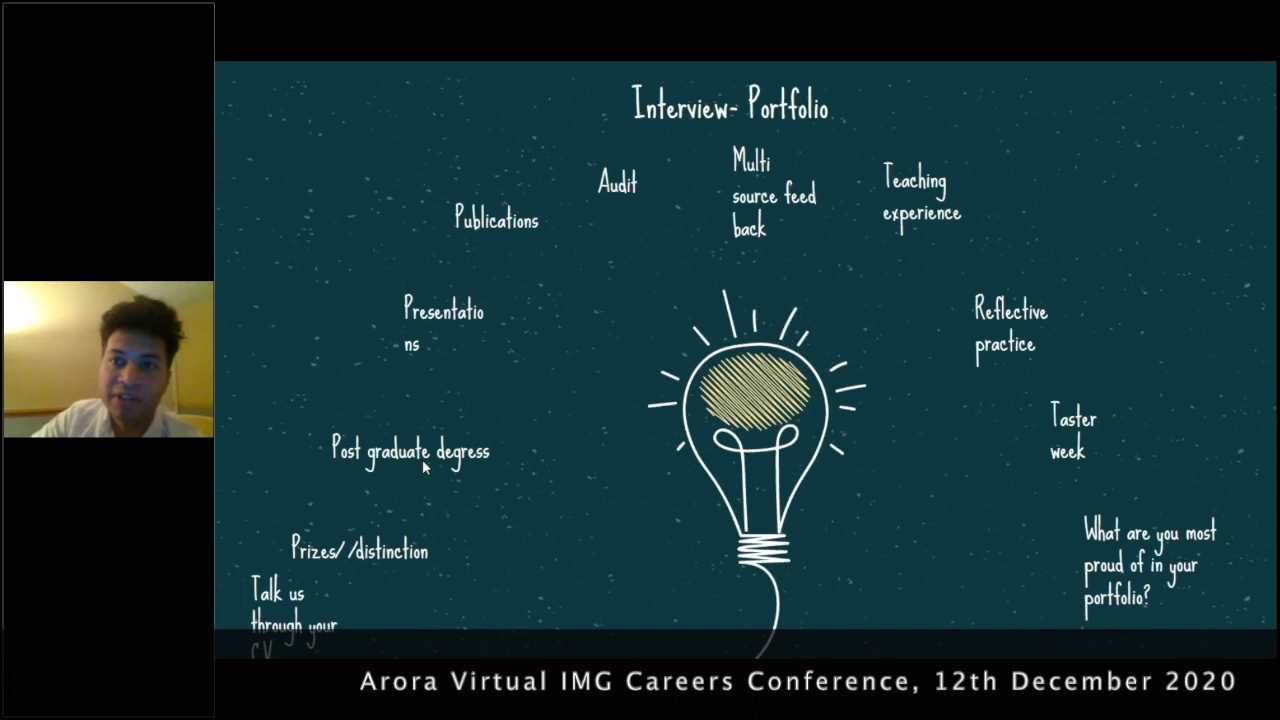 Interview- Portfolio
Multi
source feed
back
Audit
Teaching
experience
Publications
Presentatio
ns
Reflective
practice
Post graduate degress
Taster
week
Prizes//distinction
What are you most
proud of in your
portfolio?
Talk us
through your
CV
Arora Virtual IMG Careers Conference, 12th December 2020